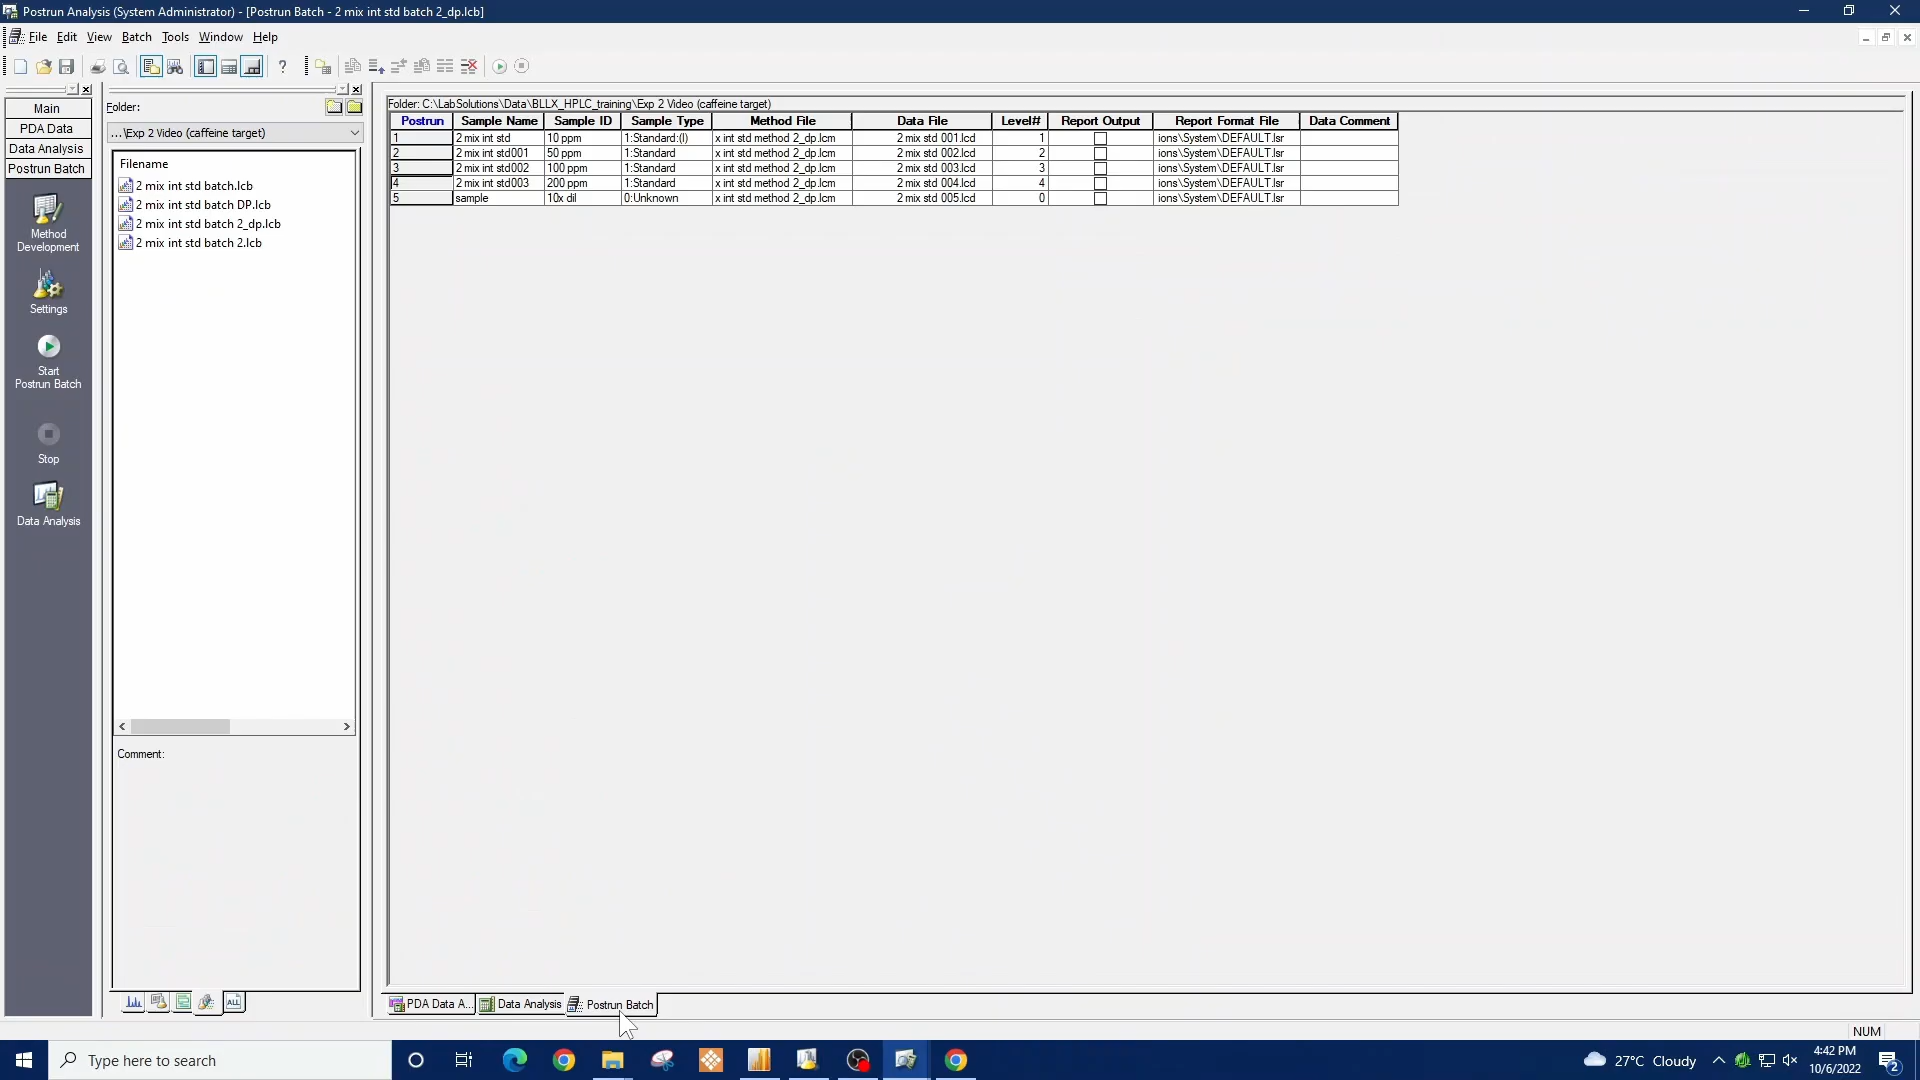 Postrun Analysis (System Administrator) - [Postrun Batch - 2 mix int std batch 2_dp.lcb]
File Edit View Batch Tools Window Help
Main
PDA Data
Data Analysis
Postrun Batch
Method
Development
Settings
Start
Postrun Batch
Stop
Data Analysis
Folder:
...\Exp 2 Video (caffeine target)
Filename
2 mix int std batch.lcb
2 mix int std batch DP.lcb
2 mix int std batch 2_dp.lcb
2 mix int std batch 2.lcb
Comment:
ALL
Folder: C:\LabSolutions\Data\BLLX_HPLC_training\Exp 2 Video (caffeine target)
Postrun Sample Name Sample ID Sample Type Method File Data File Level# Report Output Report Format File Data Comment
1 2 mix int std 10 ppm 1:Standard:(I) x int std method 2_dp.lcm 2 mix std 001.lcd 1 ions\System\DEFAULT.lsr
2 2 mix int std001 50 ppm 1:Standard x int std method 2_dp.lcm 2 mix std 002.lcd 2 ions\System\DEFAULT.lsr
3 2 mix int std002 100 ppm 1:Standard x int std method 2_dp.lcm 2 mix std 003.lcd 3 ions\System\DEFAULT.lsr
4 2 mix int std003 200 ppm 1:Standard x int std method 2_dp.lcm 2 mix std 004.lcd 4 ions\System\DEFAULT.lsr
5 sample 10x dil 0:Unknown x int std method 2_dp.lcm 2 mix std 005.lcd 0 ions\System\DEFAULT.lsr
PDA Data A... Data Analysis Postrun Batch
NUM
Type here to search
27°C Cloudy
4:42 PM
10/6/2022
2